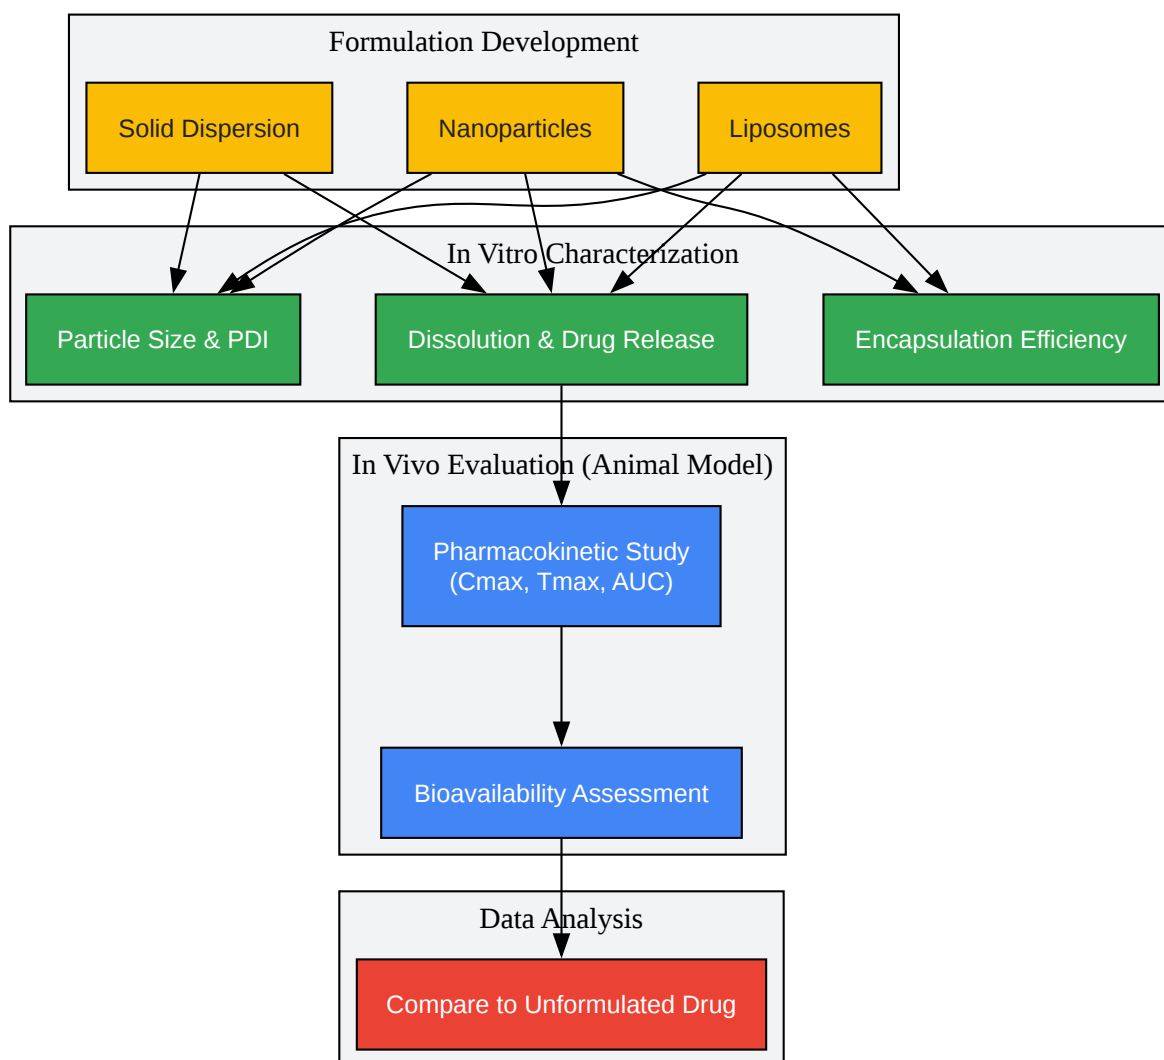 Formulation Development
Solid Dispersion
Nanoparticles
Liposomes
In Vitro Characterization
Particle Size & PDI
Dissolution & Drug Release
Encapsulation Efficiency
In Vivo Evaluation (Animal Model)
Pharmacokinetic Study
(Cmax, Tmax, AUC)
Bioavailability Assessment
Data Analysis
Compare to Unformulated Drug